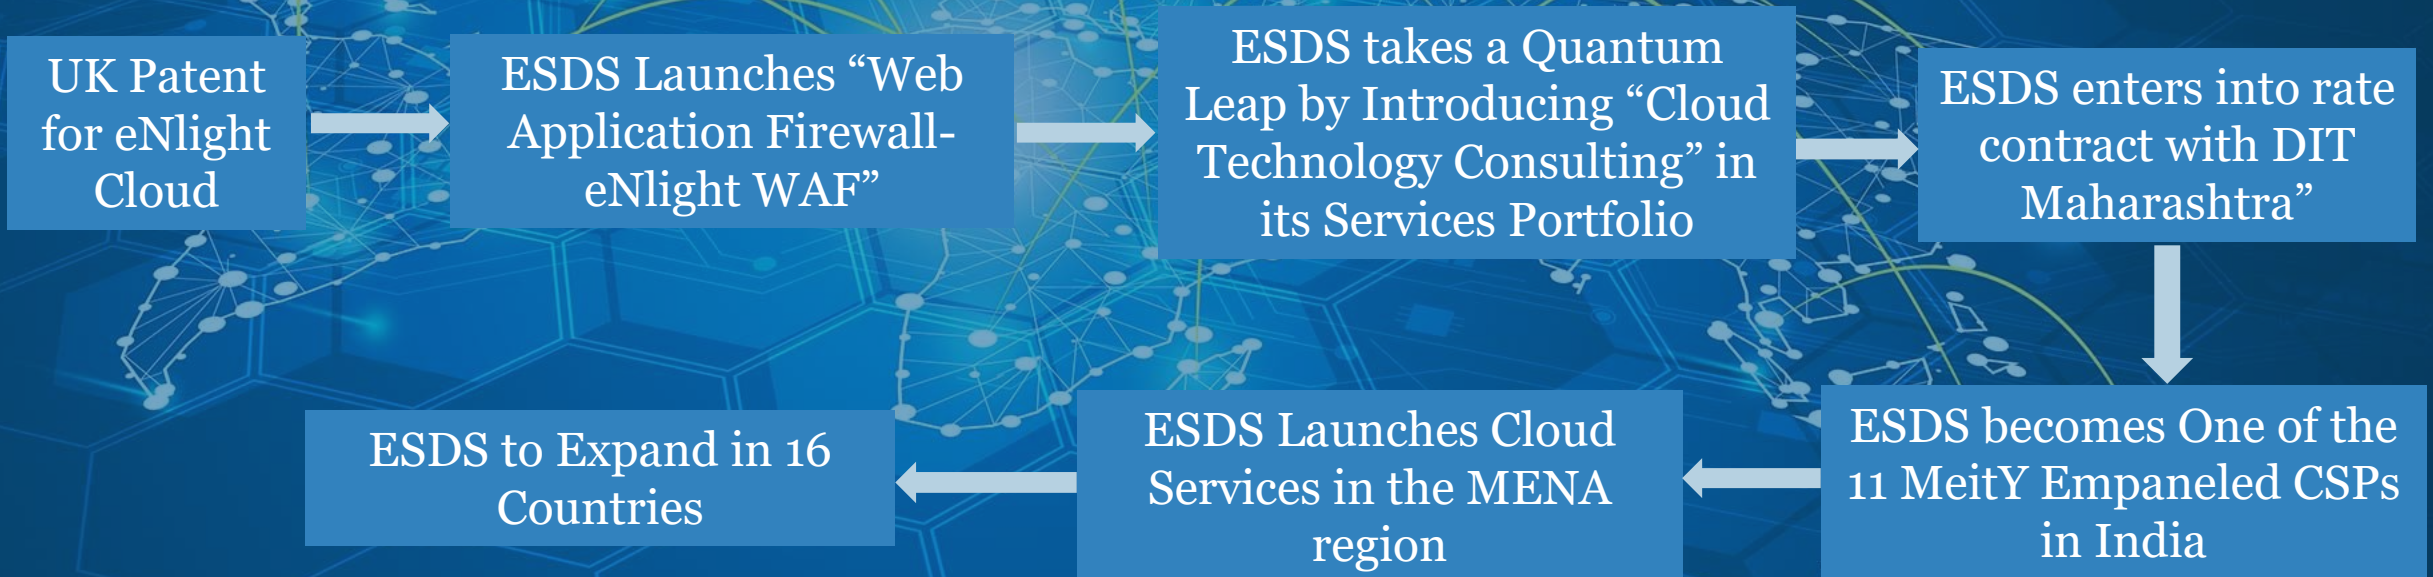 UK Patent
for eNlight
Cloud
ESDS Launches “Web
Application Firewall-
eNlight WAF”
ESDS takes a Quantum
Leap by Introducing “Cloud
Technology Consulting” in
its Services Portfolio
ESDS enters into rate
contract with DIT
Maharashtra”
ESDS becomes One of the
11 MeitY Empaneled CSPs
in India
ESDS Launches Cloud
Services in the MENA
region
ESDS to Expand in 16
Countries